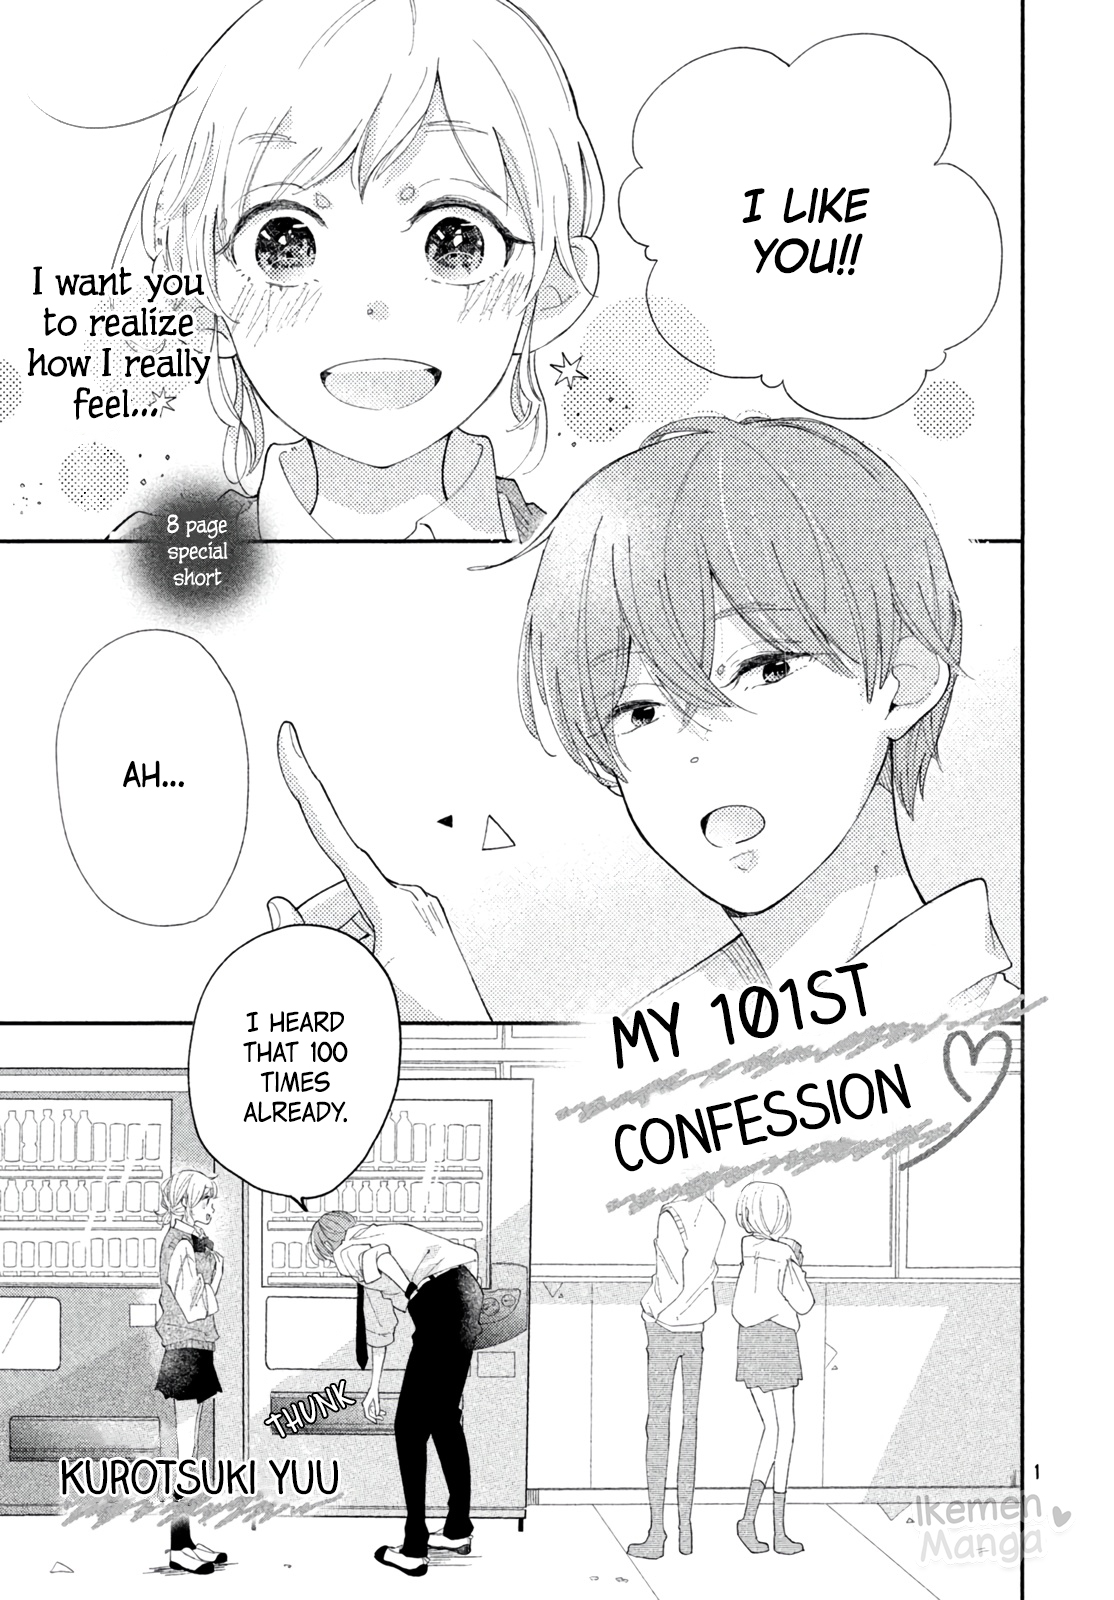 I LIKE
YOU!!
I want you
to realize
how I really
feel...
8 page
special
short
AH...
MY 101ST
CONFESSION
I HEARD
THAT 100
TIMES
ALREADY.
THUNK
KUROTSUKI YUU
1
Ikemen
Manga